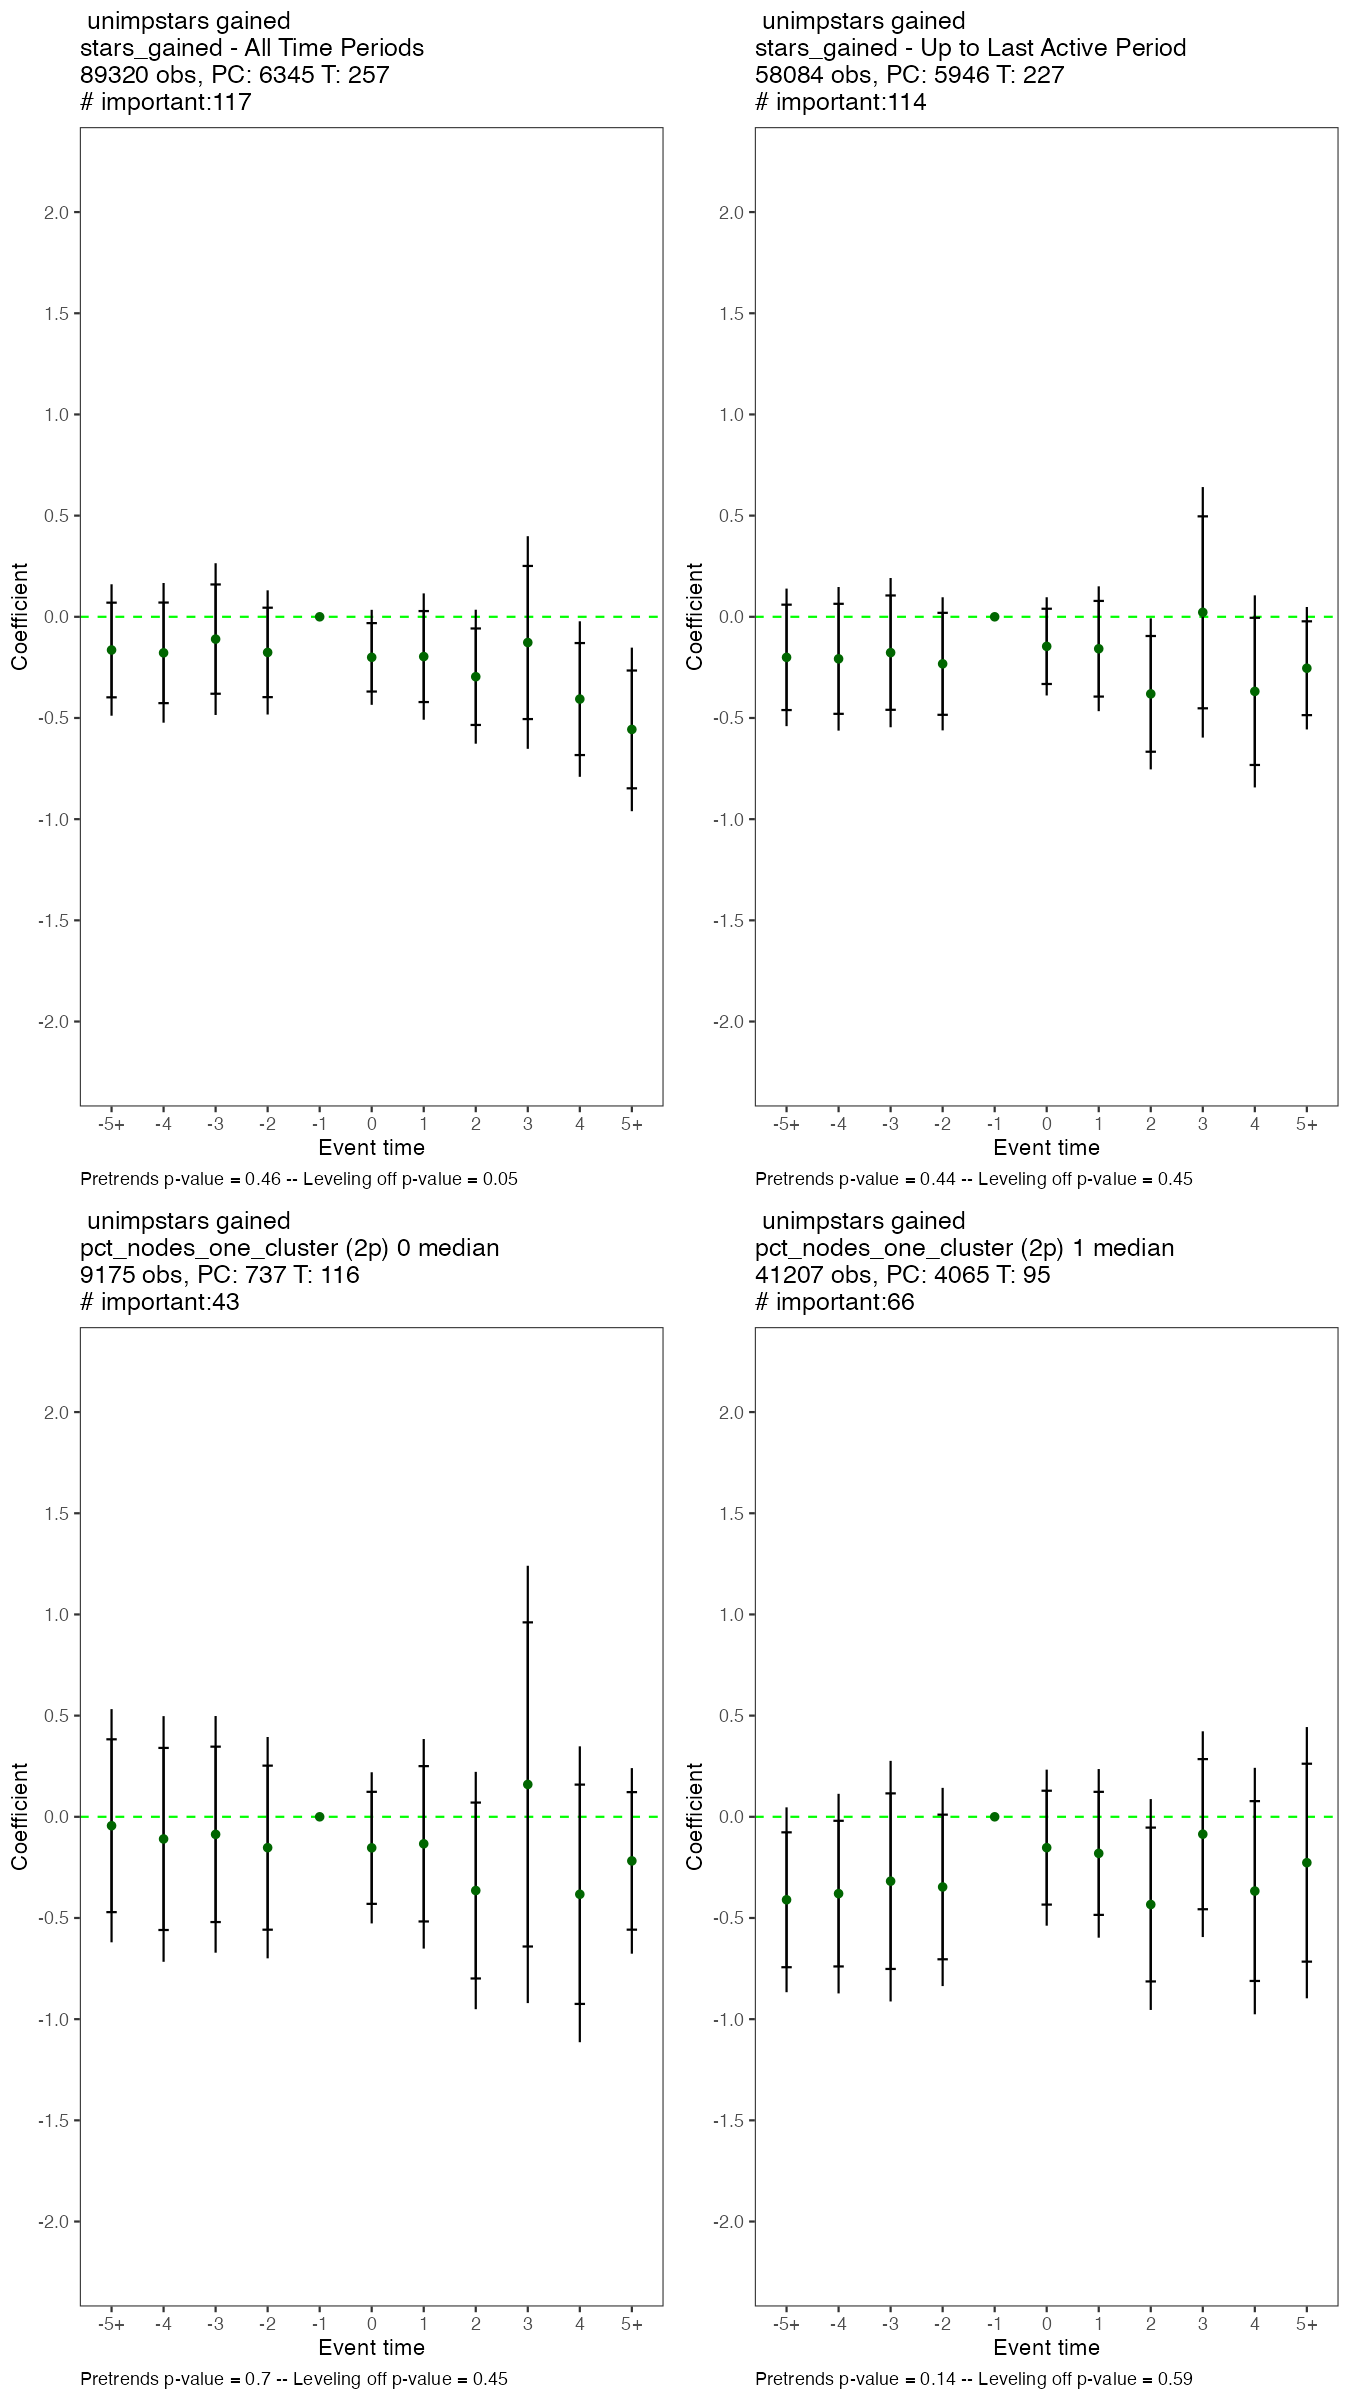 unimpstars gained
stars_gained - All Time Periods
89320 obs, PC: 6345 T: 257
# important:117
2.0
1.5
1.0
0.5
0.0
-0.5
-1.0
-1.5
-2.0
Coefficient
-5+ -4 -3 -2 -1 0 1 2 3 4 5+
Event time
Pretrends p-value = 0.46 -- Leveling off p-value = 0.05
unimpstars gained
stars_gained - Up to Last Active Period
58084 obs, PC: 5946 T: 227
# important:114
2.0
1.5
1.0
0.5
0.0
-0.5
-1.0
-1.5
-2.0
Coefficient
-5+ -4 -3 -2 -1 0 1 2 3 4 5+
Event time
Pretrends p-value = 0.44 -- Leveling off p-value = 0.45
unimpstars gained
pct_nodes_one_cluster (2p) 0 median
9175 obs, PC: 737 T: 116
# important:43
2.0
1.5
1.0
0.5
0.0
-0.5
-1.0
-1.5
-2.0
Coefficient
-5+ -4 -3 -2 -1 0 1 2 3 4 5+
Event time
Pretrends p-value = 0.7 -- Leveling off p-value = 0.45
unimpstars gained
pct_nodes_one_cluster (2p) 1 median
41207 obs, PC: 4065 T: 95
# important:66
2.0
1.5
1.0
0.5
0.0
-0.5
-1.0
-1.5
-2.0
Coefficient
-5+ -4 -3 -2 -1 0 1 2 3 4 5+
Event time
Pretrends p-value = 0.14 -- Leveling off p-value = 0.59